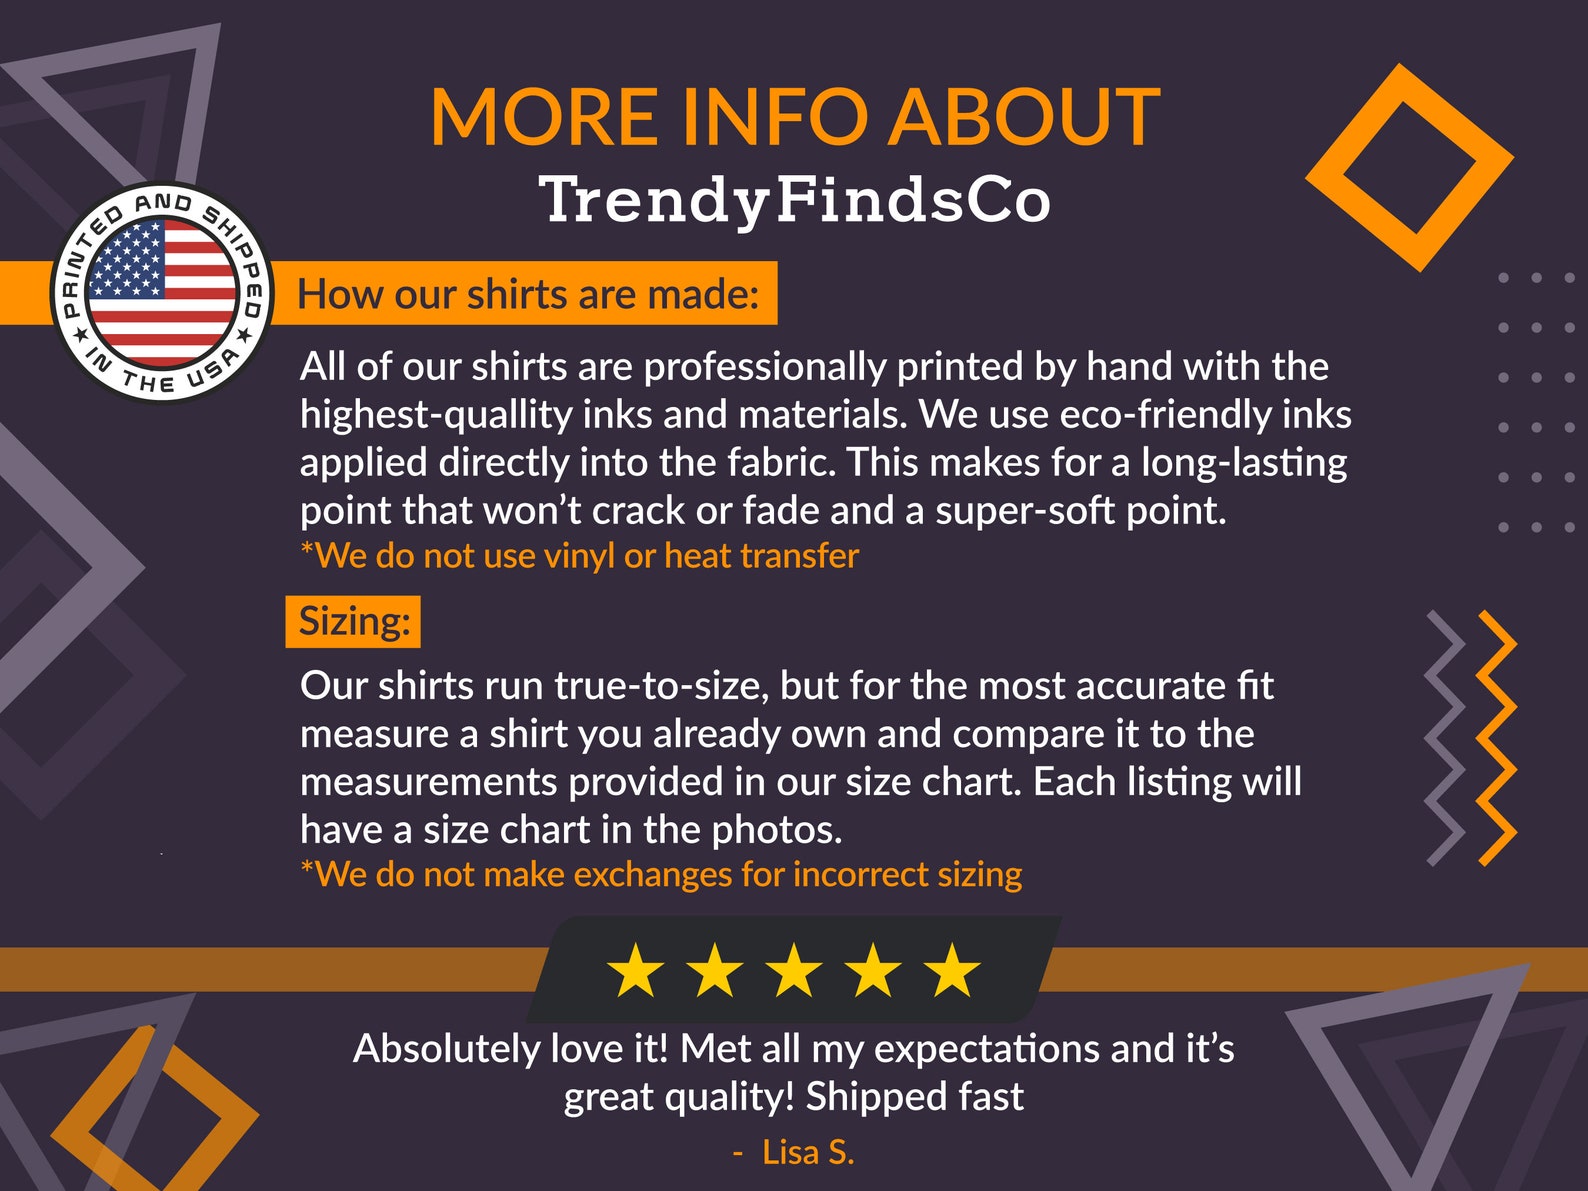 MORE INFO ABOUT
TrendyFindsCo
PRINTED AND SHIPPED
IN THE USA
How our shirts are made:
All of our shirts are professionally printed by hand with the
highest-quallity inks and materials. We use eco-friendly inks
applied directly into the fabric. This makes for a long-lasting
point that won’t crack or fade and a super-soft point.
*We do not use vinyl or heat transfer
Sizing:
Our shirts run true-to-size, but for the most accurate fit
measure a shirt you already own and compare it to the
measurements provided in our size chart. Each listing will
have a size chart in the photos.
*We do not make exchanges for incorrect sizing
Absolutely love it! Met all my expectations and it’s
great quality! Shipped fast
- Lisa S.